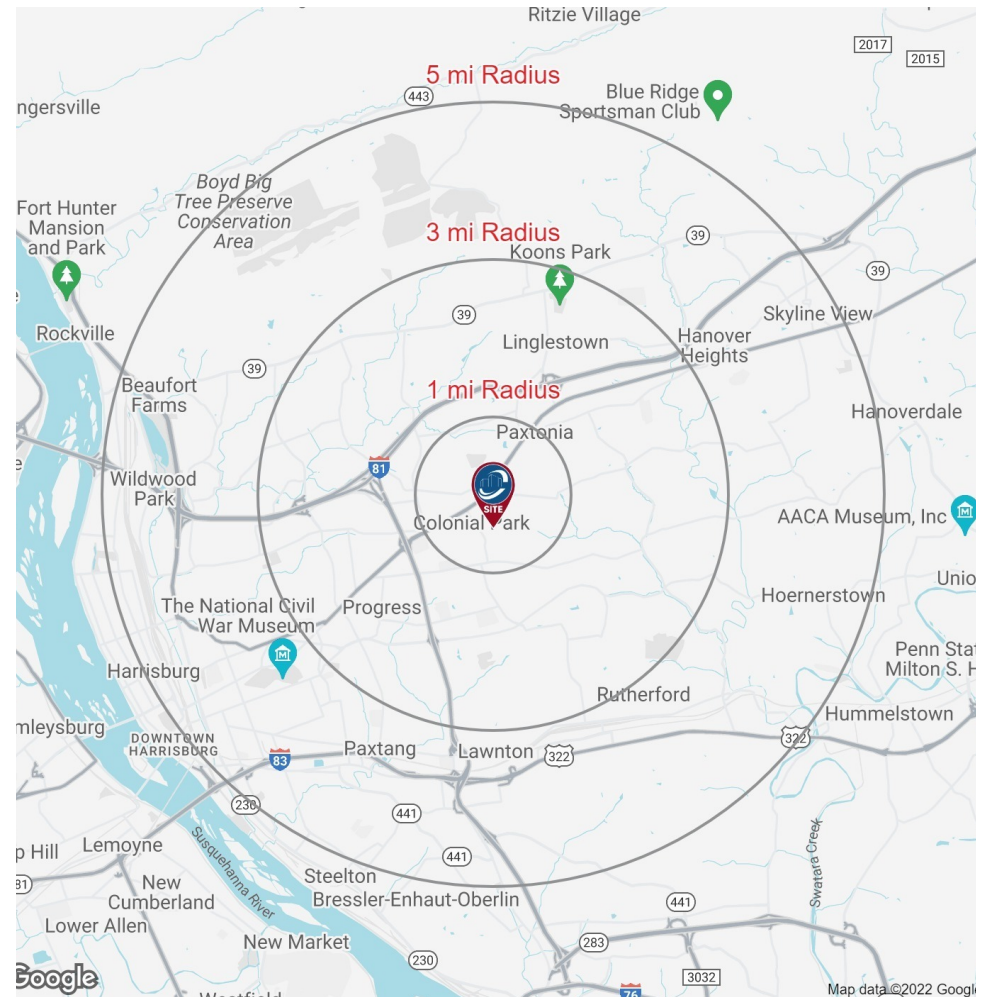 Ritzie Village
2017
2015
5 mi Radius
443
Blue Ridge
Sportsman Club
ngersville
Boyd Big
Tree Preserve
Conservation
Area
Fort Hunter
Mansion
and Park
3 mi Radius
Koons Park
39
39
39
Skyline View
Rockville
Linglestown
Hanover
Heights
39
1 mi Radius
Beaufort
Farms
Hanoverdale
Paxtonia
81
Wildwood
Park
SITE
Colonial Park
AACA Museum, Inc
M
Unio
Hoernerstown
The National Civil
War Museum
M
Progress
Penn Stat
Milton S. H
Harrisburg
Rutherford
Hummelstown
mleysburg
DOWNTOWN
HARRISBURG
Paxtang
Lawnton
322
322
83
230
441
p Hill
Lemoyne
441
Susquehanna River
Swatara Creek
81
New
Cumberland
Steelton
Bressler-Enhaut-Oberlin
441
Lower Allen
New Market
283
230
3032
76
Google
Map data ©2022 Googl